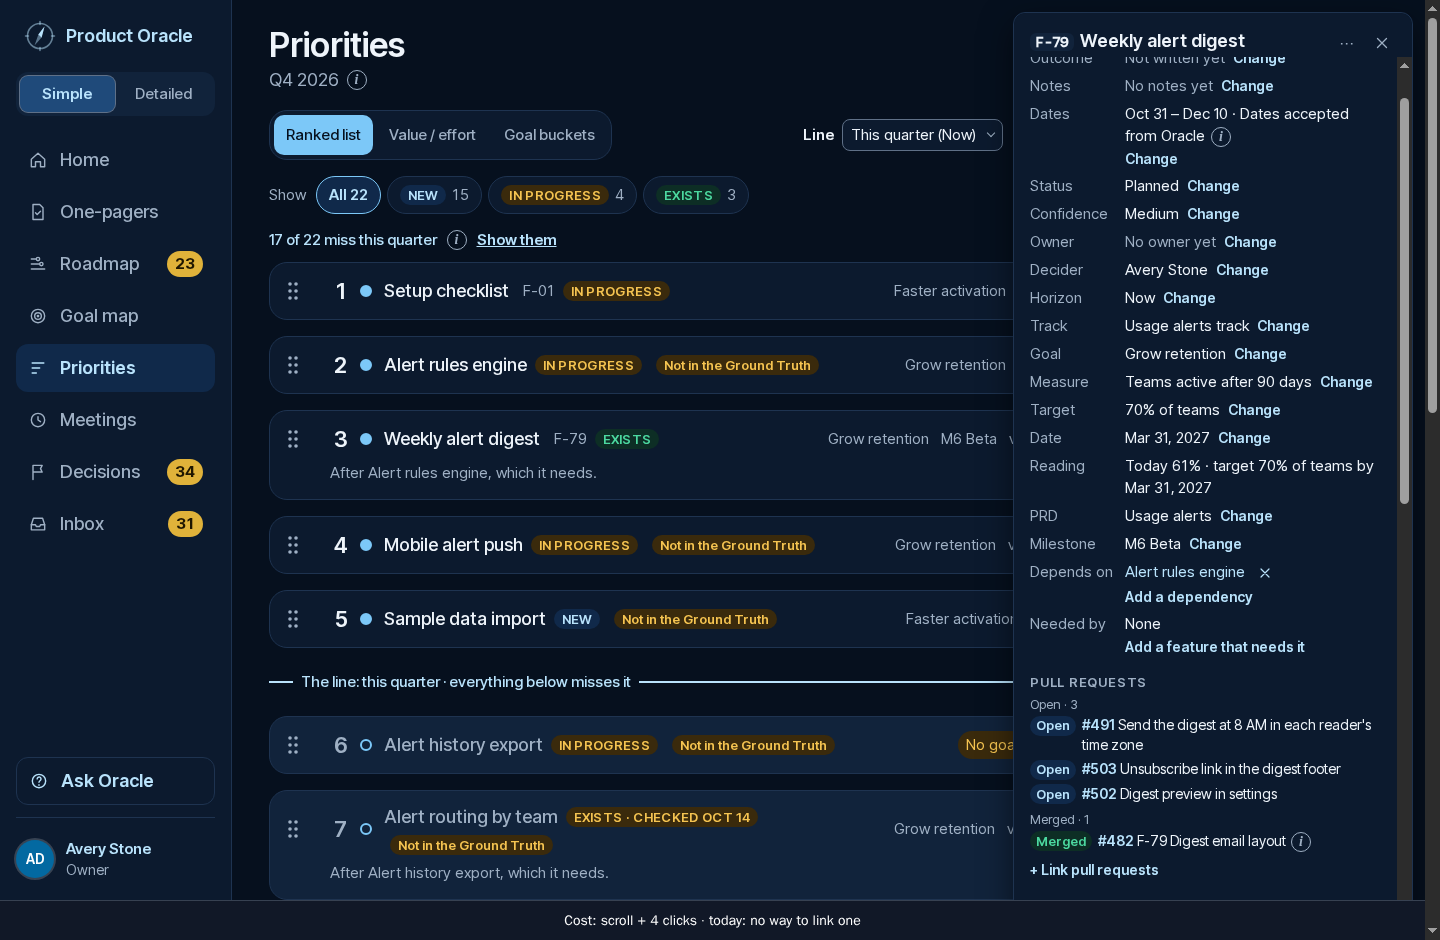 Product Oracle
Simple
Detailed
Home
One-pagers
Roadmap 23
Goal map
Priorities
Meetings
Decisions 34
Inbox 31
Ask Oracle
AD
Avery Stone
Owner
Priorities
Q4 2026 i
Ranked list
Value / effort
Goal buckets
Line
This quarter (Now)
Show
All 22
NEW 15
IN PROGRESS 4
EXISTS 3
17 of 22 miss this quarter i Show them
1 Setup checklist F-01 IN PROGRESS Faster activation
2 Alert rules engine IN PROGRESS Not in the Ground Truth Grow retention
3 Weekly alert digest F-79 EXISTS Grow retention M6 Beta
After Alert rules engine, which it needs.
4 Mobile alert push IN PROGRESS Not in the Ground Truth Grow retention
5 Sample data import NEW Not in the Ground Truth Faster activation
The line: this quarter · everything below misses it
6 Alert history export IN PROGRESS Not in the Ground Truth No goa
7 Alert routing by team EXISTS · CHECKED OCT 14
Not in the Ground Truth
Grow retention
After Alert history export, which it needs.
F-79 Weekly alert digest
Outcome Not written yet Change
Notes No notes yet Change
Dates Oct 31 – Dec 10 · Dates accepted
from Oracle i
Change
Status Planned Change
Confidence Medium Change
Owner No owner yet Change
Decider Avery Stone Change
Horizon Now Change
Track Usage alerts track Change
Goal Grow retention Change
Measure Teams active after 90 days Change
Target 70% of teams Change
Date Mar 31, 2027 Change
Reading Today 61% · target 70% of teams by
Mar 31, 2027
PRD Usage alerts Change
Milestone M6 Beta Change
Depends on Alert rules engine
Add a dependency
Needed by None
Add a feature that needs it
PULL REQUESTS
Open · 3
Open #491 Send the digest at 8 AM in each reader's
time zone
Open #503 Unsubscribe link in the digest footer
Open #502 Digest preview in settings
Merged · 1
Merged #482 F-79 Digest email layout i
+ Link pull requests
Cost: scroll + 4 clicks · today: no way to link one